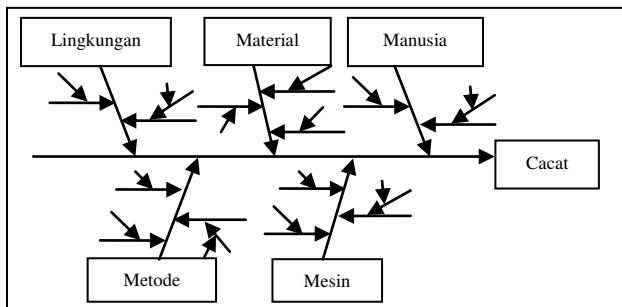 Lingkungan
Material
Manusia
Cacat
Metode
Mesin